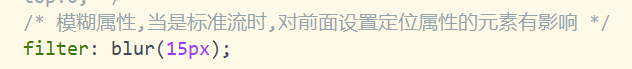 /* 模糊属性,当是标准流时,对前面设置定位属性的元素有影响 */
filter: blur(15px);